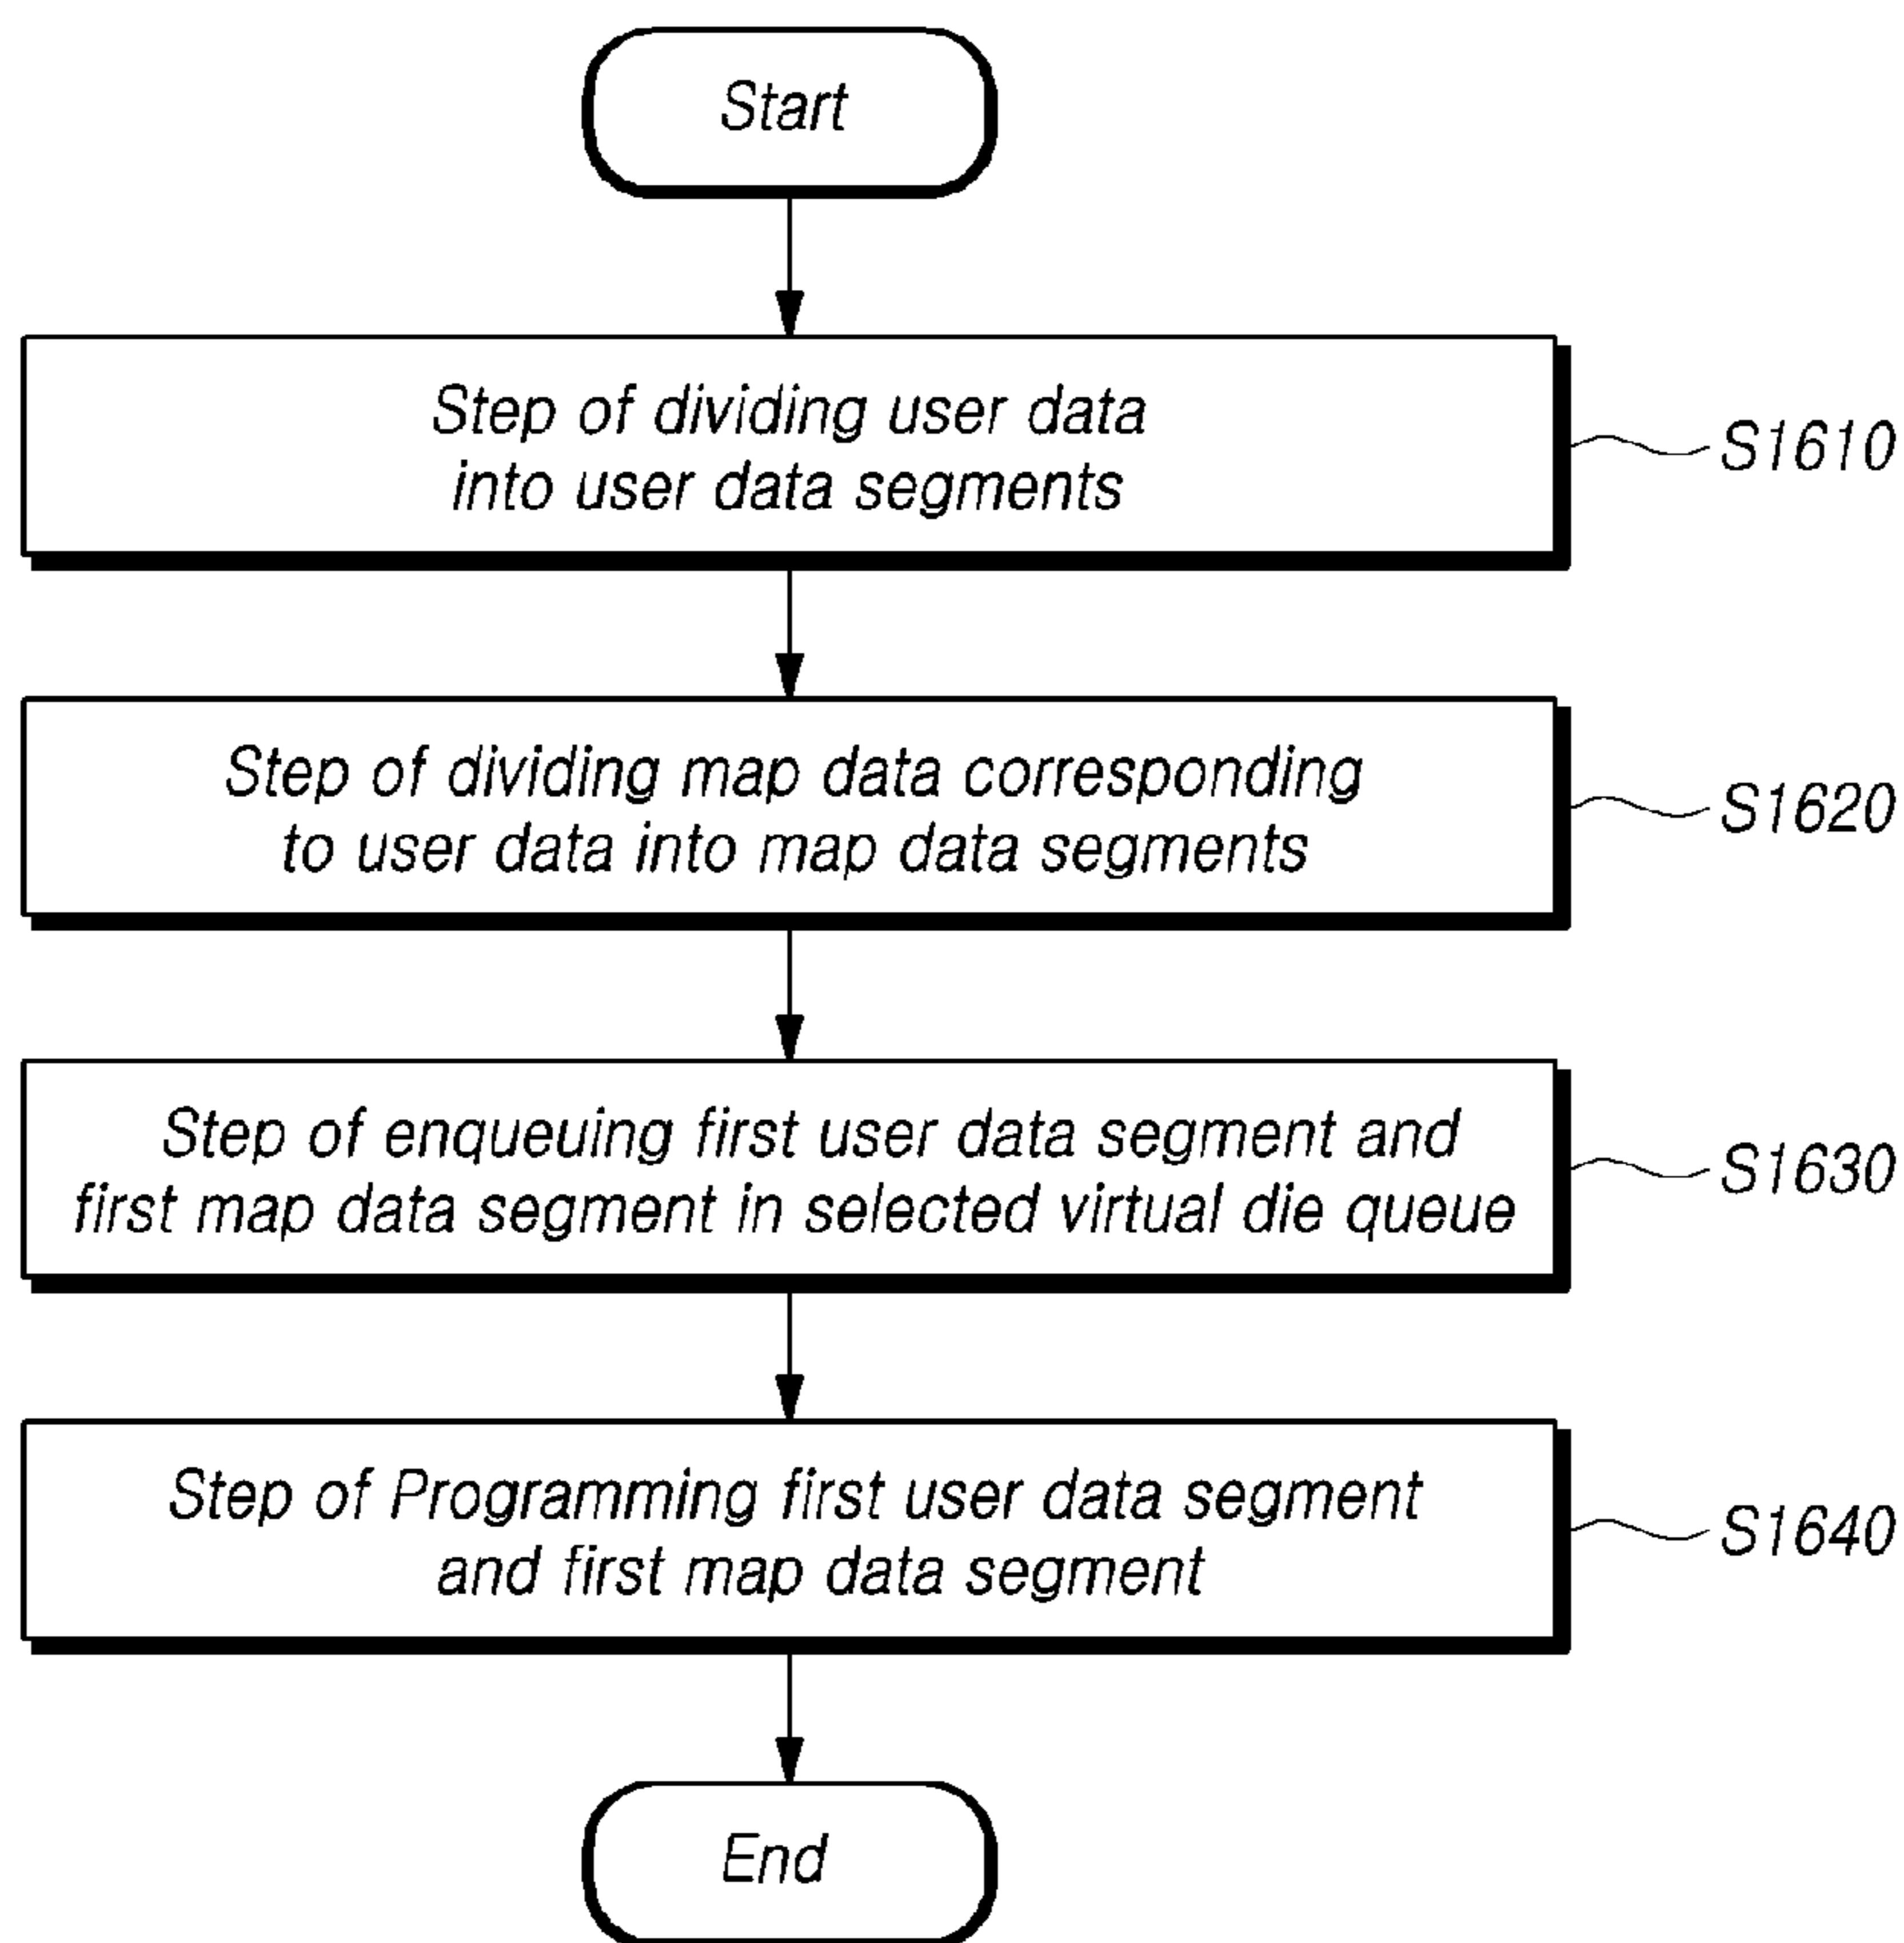 Start
Step of dividing user data
into user data segments
S1610
Step of dividing map data corresponding
to user data into map data segments
S1620
Step of enqueuing first user data segment and
first map data segment in selected virtual die queue
S1630
Step of Programming first user data segment
and first map data segment
S1640
End